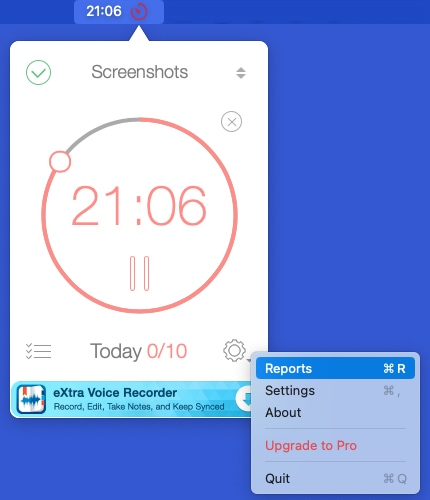 21:06
Screenshots
21:06
Today 0/10
eXtra Voice Recorder
Record, Edit, Take Notes, and Keep Synced
Reports ⌘R
Settings ⌘,
About
Upgrade to Pro
Quit ⌘Q